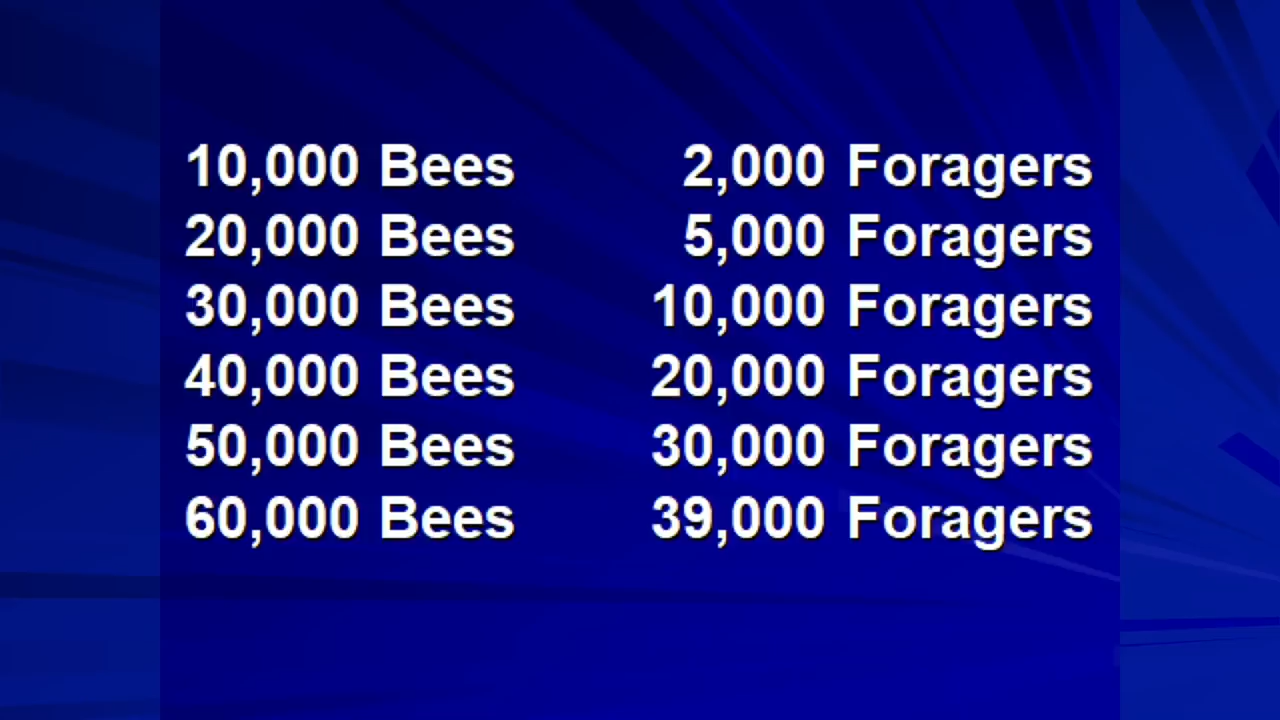 10,000 Bees 2,000 Foragers
20,000 Bees 5,000 Foragers
30,000 Bees 10,000 Foragers
40,000 Bees 20,000 Foragers
50,000 Bees 30,000 Foragers
60,000 Bees 39,000 Foragers